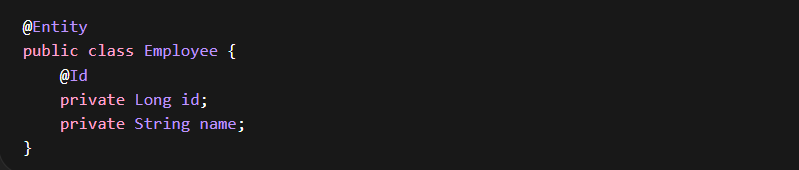 @Entity
public class Employee {
    @Id
    private Long id;
    private String name;
}